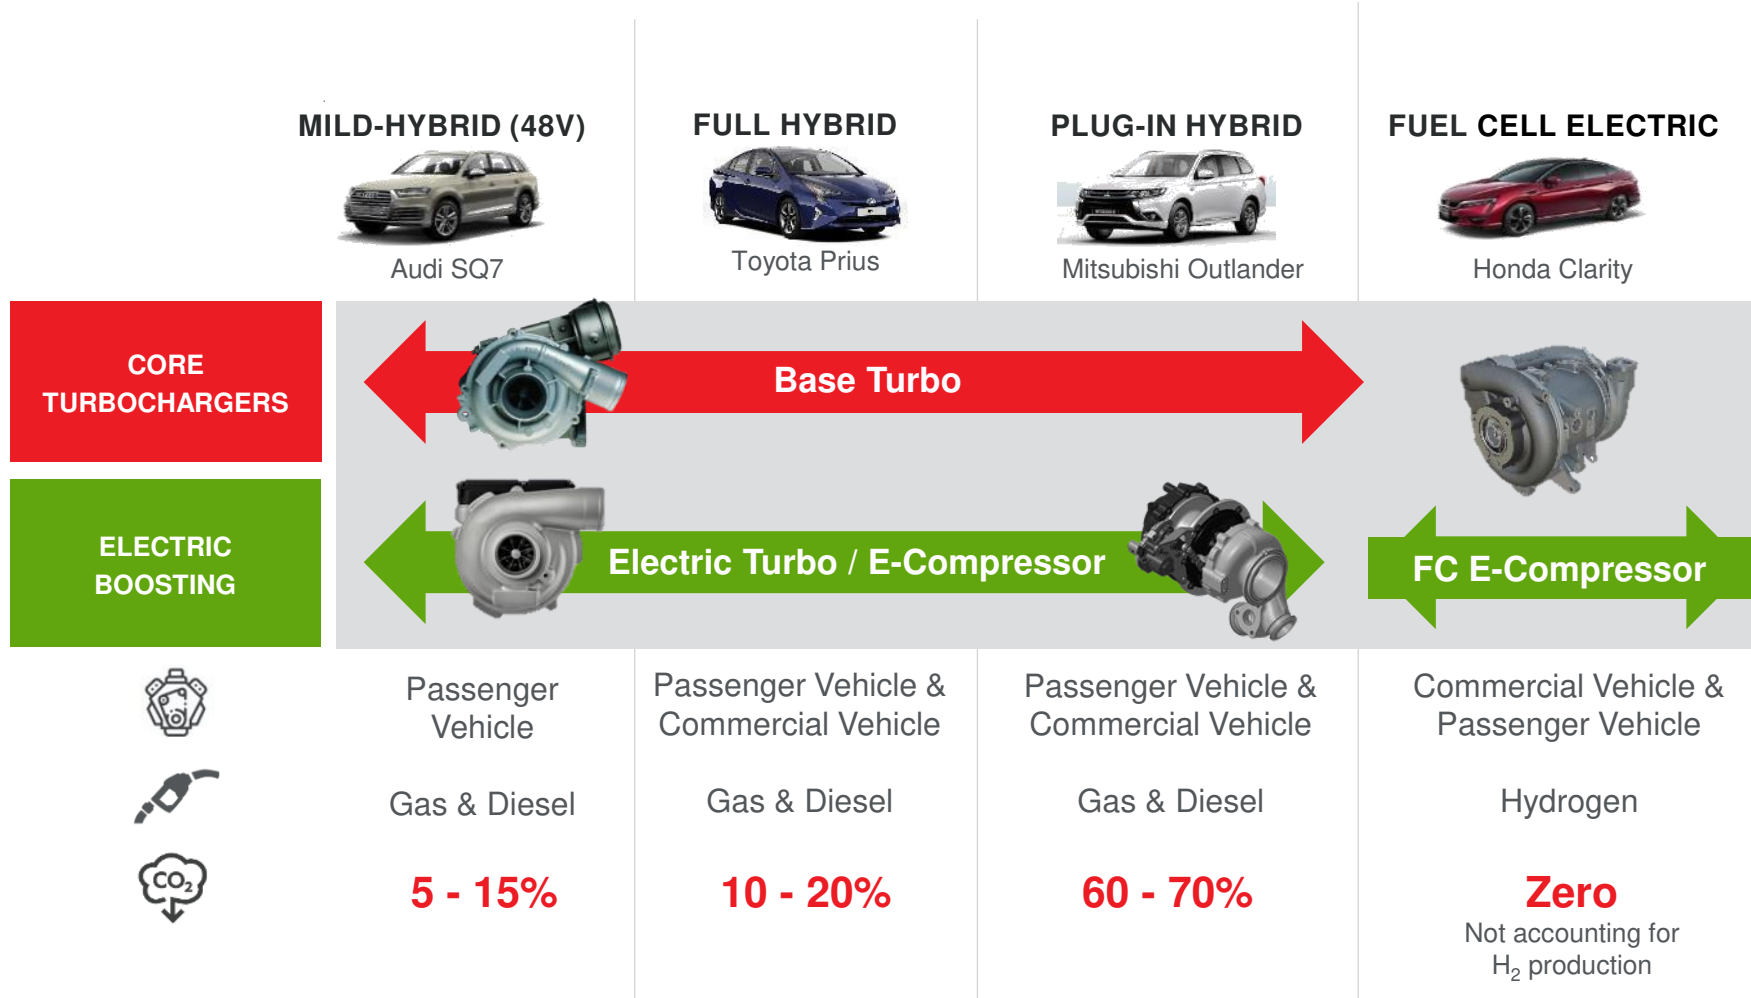 MILD-HYBRID (48V)
FULL HYBRID
PLUG-IN HYBRID
FUEL CELL ELECTRIC
Audi SQ7
Toyota Prius
Mitsubishi Outlander
Honda Clarity
CORE
TURBOCHARGERS
Base Turbo
ELECTRIC
BOOSTING
Electric Turbo / E-Compressor
FC E-Compressor
Passenger
Vehicle
Passenger Vehicle &
Commercial Vehicle
Passenger Vehicle &
Commercial Vehicle
Commercial Vehicle &
Passenger Vehicle
Gas & Diesel
Gas & Diesel
Gas & Diesel
Hydrogen
CO₂
5 - 15%
10 - 20%
60 - 70%
Zero
Not accounting for
H₂ production